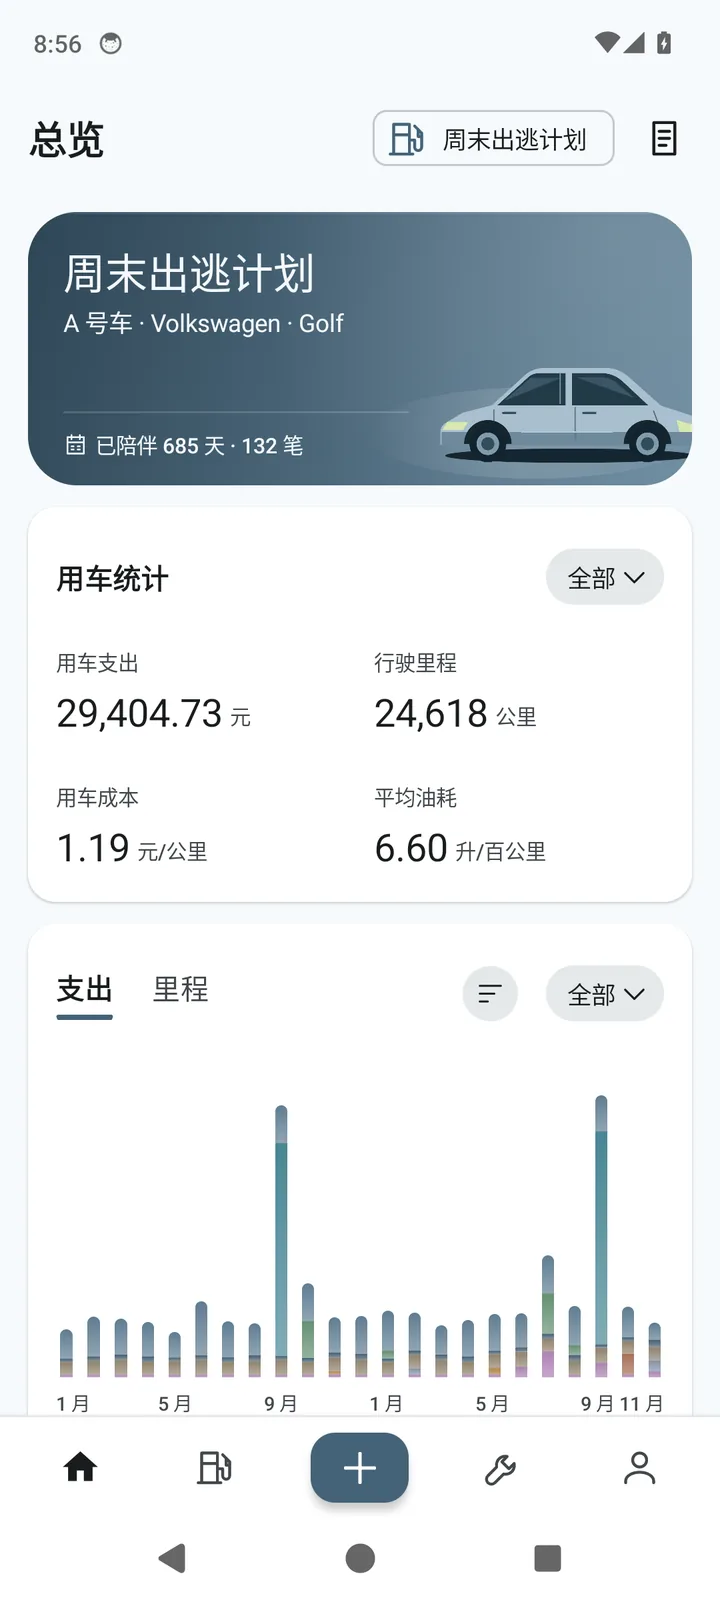 8:56
总览
周末出逃计划
周末出逃计划
A 号车 · Volkswagen · Golf
已陪伴 685 天 · 132 笔
用车统计
全部
用车支出
行驶里程
29,404.73 元
24,618 公里
用车成本
平均油耗
1.19 元/公里
6.60 升/百公里
支出
里程
全部
1 月
5 月
9 月
1 月
5 月
9 月
11 月